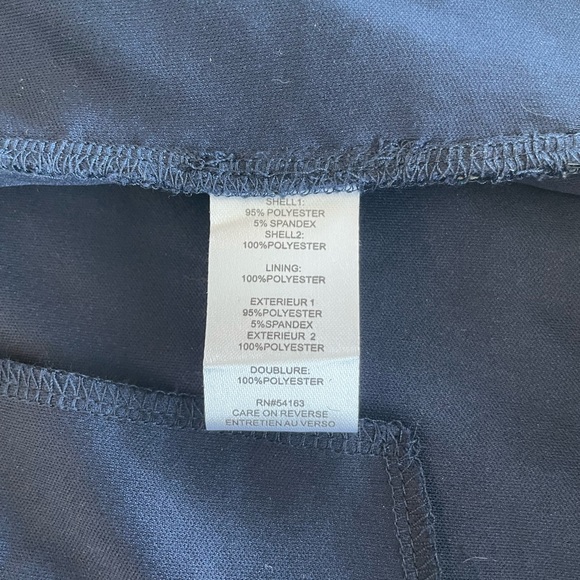 SHELL1:
95% POLYESTER
5% SPANDEX
SHELL2:
100%POLYESTER
LINING:
100%POLYESTER
EXTERIEUR 1
95%POLYESTER
5%SPANDEX
EXTERIEUR 2
100%POLYESTER
DOUBLURE:
100%POLYESTER
RN#54163
CARE ON REVERSE
ENTRETIEN AU VERSO